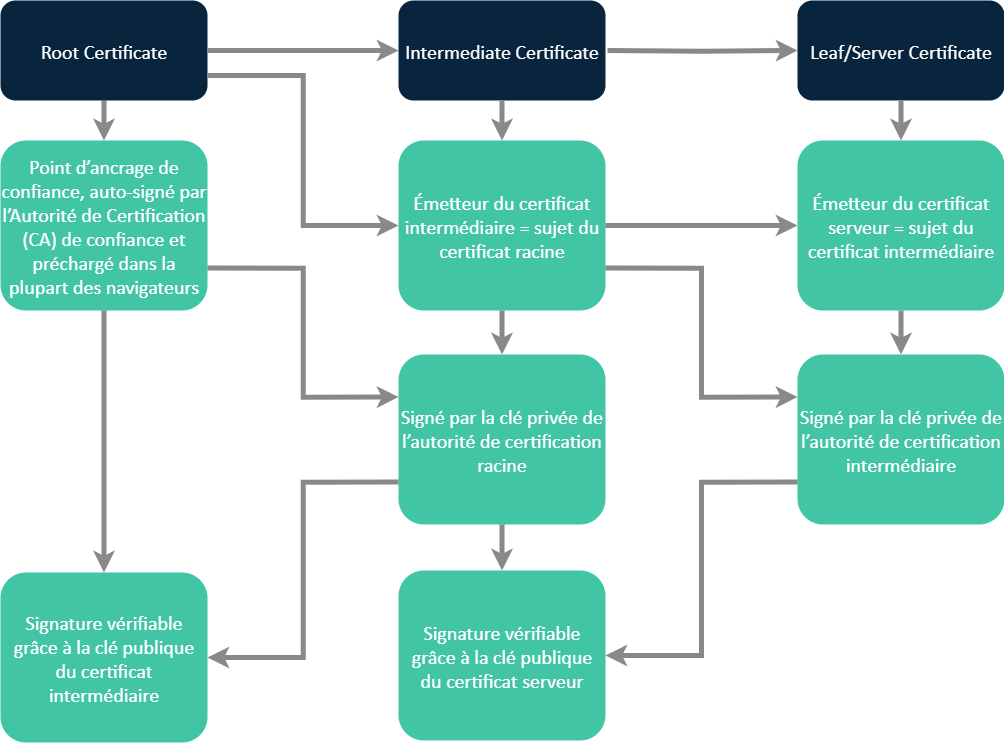 Root Certificate
Intermediate Certificate
Leaf/Server Certificate
Point d’ancrage de
confiance, auto-signé par
l’Autorité de Certification
(CA) de confiance et
préchargé dans la
plupart des navigateurs
Émetteur du certificat
intermédiaire = sujet du
certificat racine
Émetteur du certificat
serveur = sujet du
certificat intermédiaire
Signé par la clé privée de
l’autorité de certification
racine
Signé par la clé privée de
l’autorité de certification
intermédiaire
Signature vérifiable
grâce à la clé publique
du certificat
intermédiaire
Signature vérifiable
grâce à la clé publique
du certificat serveur